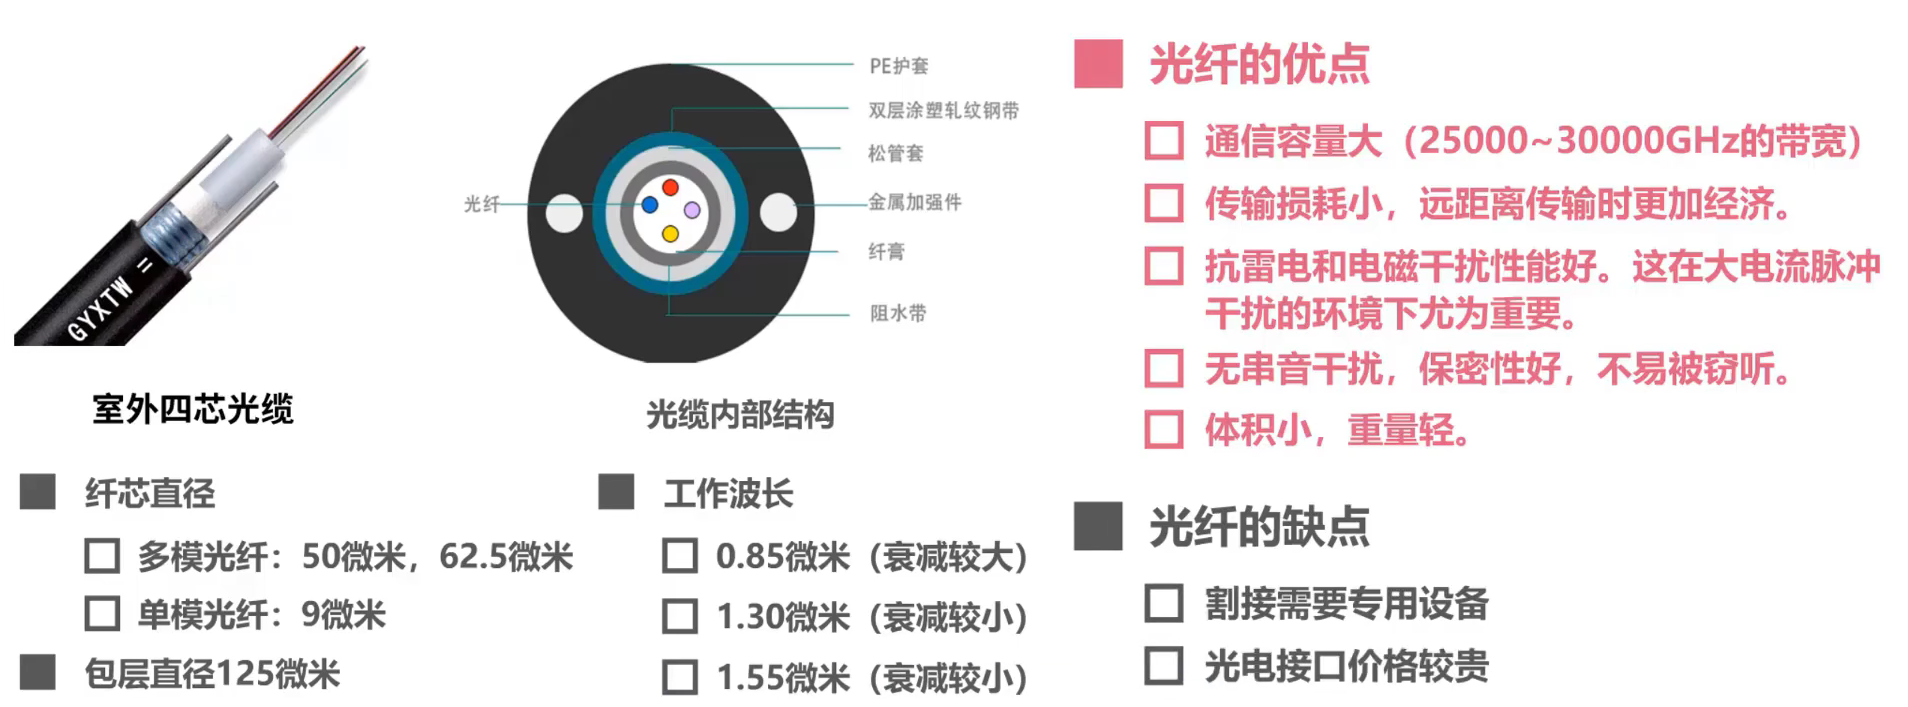 GYXTW =
室外四芯光缆
PE护套
双层涂塑轧纹钢带
松管套
光纤
金属加强件
纤膏
阻水带
光缆内部结构
纤芯直径
多模光纤：50微米，62.5微米
单模光纤：9微米
包层直径125微米
工作波长
0.85微米（衰减较大）
1.30微米（衰减较小）
1.55微米（衰减较小）
光纤的优点
通信容量大（25000~30000GHz的带宽）
传输损耗小，远距离传输时更加经济。
抗雷电和电磁干扰性能好。这在大电流脉冲
干扰的环境下尤为重要。
无串音干扰，保密性好，不易被窃听。
体积小，重量轻。
光纤的缺点
割接需要专用设备
光电接口价格较贵